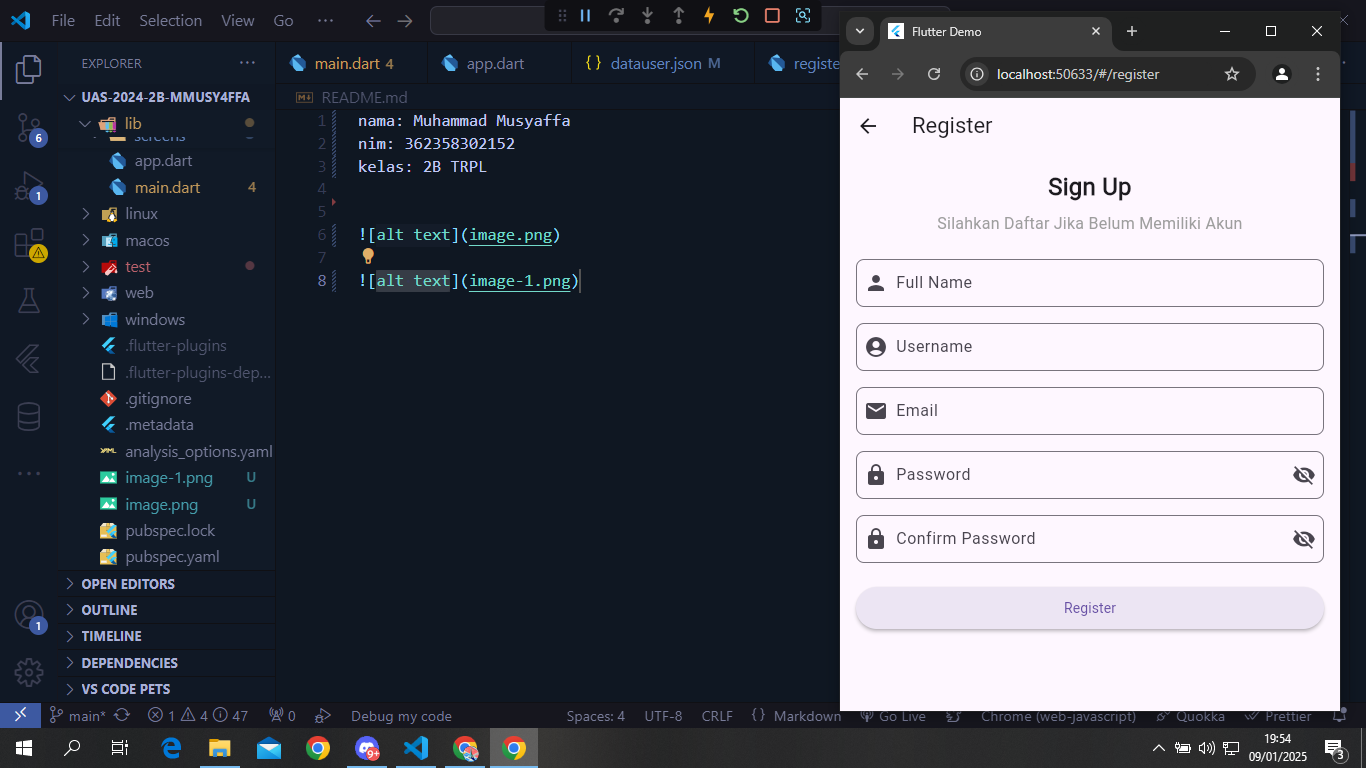 File Edit Selection View Go ···
EXPLORER ···
UAS-2024-2B-MMUSY4FFA
lib
screens
app.dart
main.dart 4
linux
macos
test
web
windows
.flutter-plugins
.flutter-plugins-dep...
.gitignore
.metadata
analysis_options.yaml
image-1.png U
image.png U
pubspec.lock
pubspec.yaml
OPEN EDITORS
OUTLINE
TIMELINE
DEPENDENCIES
VS CODE PETS
6
1
1
main.dart 4
app.dart
{} datauser.json M
registe
README.md
1 nama: Muhammad Musyaffa
2 nim: 362358302152
3 kelas: 2B TRPL
4
5
6 ![alt text](image.png)
7
8 ![alt text](image-1.png)
Flutter Demo
localhost:50633/#/register
Register
Sign Up
Silahkan Daftar Jika Belum Memiliki Akun
Full Name
Username
Email
Password
Confirm Password
Register
main* 1 4 47 0 Debug my code Spaces: 4 UTF-8 CRLF {} Markdown Go Live Chrome (web-javascript) Quokka Prettier
9+
19:54
09/01/2025
3